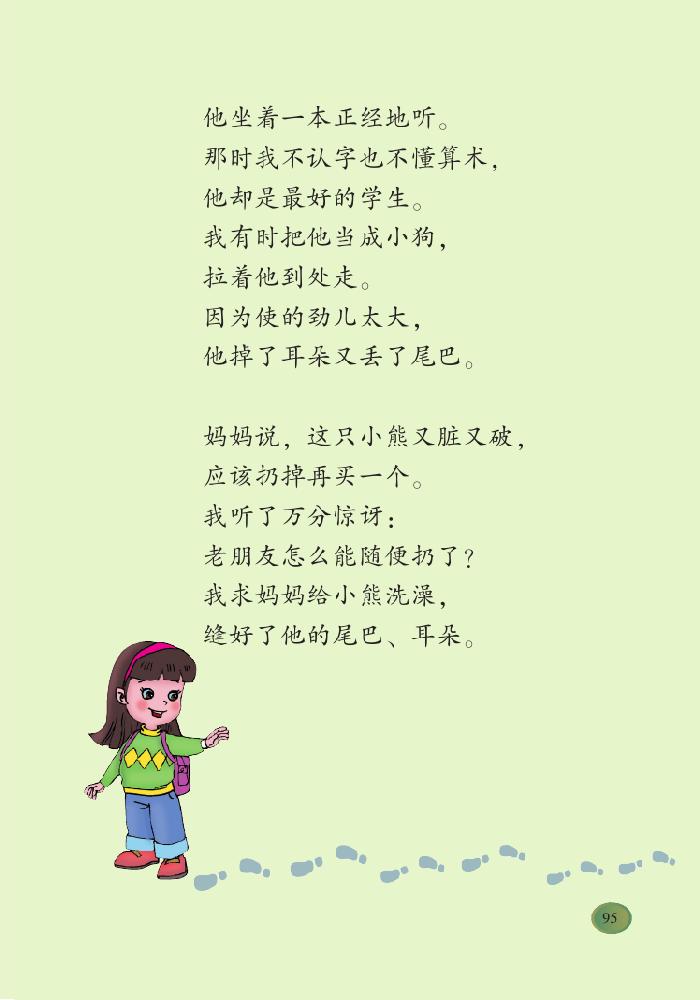 他坐着一本正经地听。
那时我不认字也不懂算术，
他却是最好的学生。
我有时把他当成小狗，
拉着他到处走。
因为使的劲儿太大，
他掉了耳朵又丢了尾巴。
妈妈说，这只小熊又脏又破，
应该扔掉再买一个。
我听了万分惊讶：
老朋友怎么能随便扔了？
我求妈妈给小熊洗澡，
缝好了他的尾巴、耳朵。
95